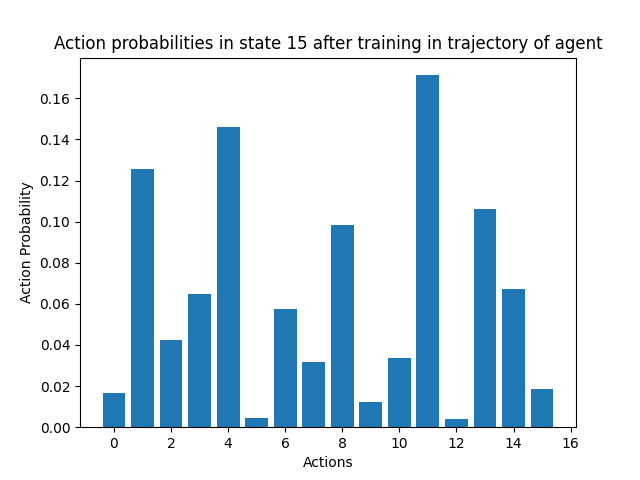 Action probabilities in state 15 after training in trajectory of agent
0.16
0.14
0.12
0.10
0.08
0.06
0.04
0.02
0.00
Action Probability
0 2 4 6 8 10 12 14 16
Actions